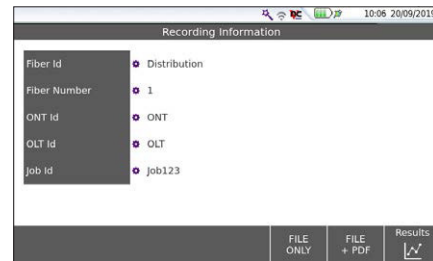 10:06 20/09/2019
Recording Information
Fiber Id Distribution
Fiber Number 1
ONT Id ONT
OLT Id OLT
Job Id Job123
FILE ONLY
FILE + PDF
Results